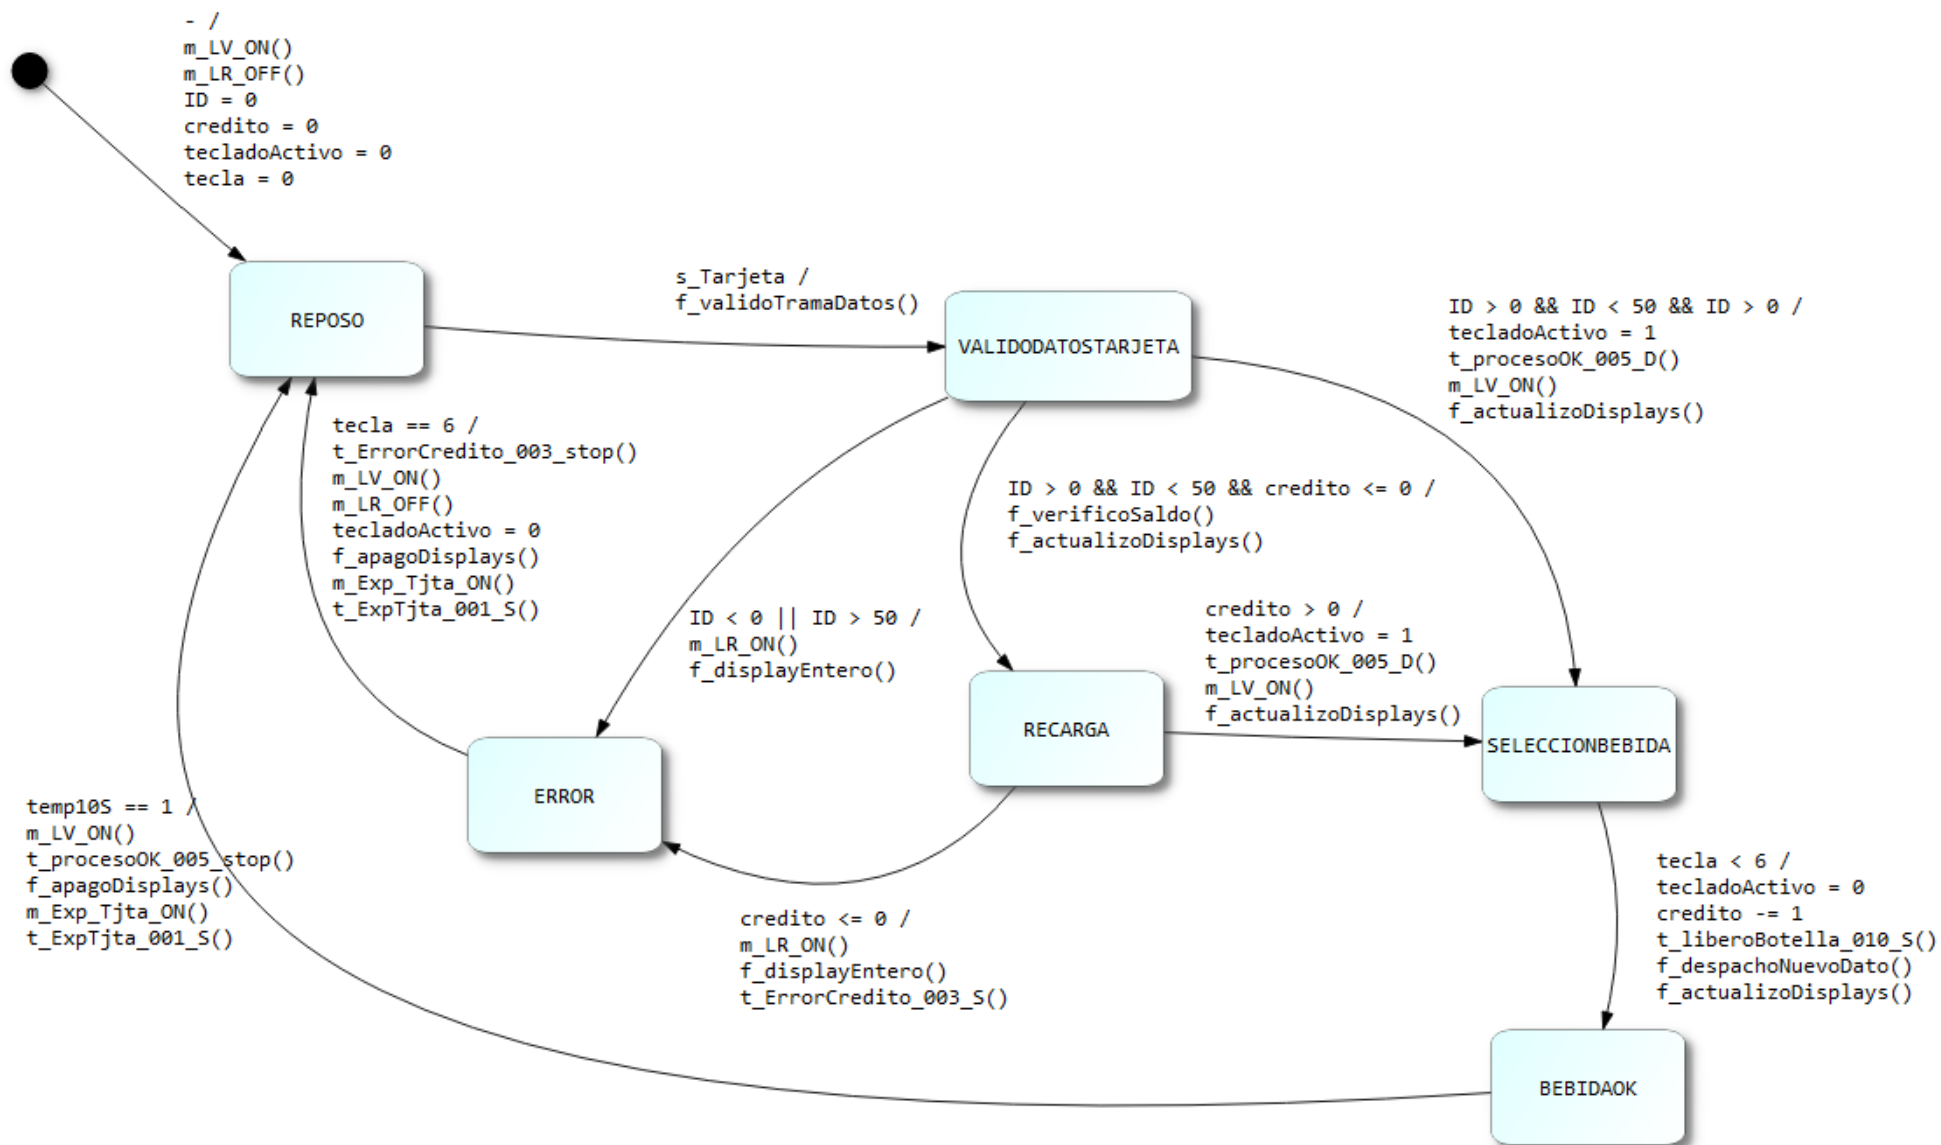 - /
m_LV_ON()
m_LR_OFF()
ID = 0
credito = 0
tecladoActivo = 0
tecla = 0
REPOSO
s_Tarjeta /
f_validoTramaDatos()
VALIDODATOSTARJETA
ID > 0 && ID < 50 && ID > 0 /
tecladoActivo = 1
t_procesoOK_005_D()
m_LV_ON()
f_actualizoDisplays()
tecla == 6 /
t_ErrorCredito_003_stop()
m_LV_ON()
m_LR_OFF()
tecladoActivo = 0
f_apagoDisplays()
m_Exp_Tjta_ON()
t_ExpTjta_001_S()
ID > 0 && ID < 50 && credito <= 0 /
f_verificoSaldo()
f_actualizoDisplays()
ID < 0 || ID > 50 /
m_LR_ON()
f_displayEntero()
credito > 0 /
tecladoActivo = 1
t_procesoOK_005_D()
m_LV_ON()
f_actualizoDisplays()
RECARGA
SELECCIONBEBIDA
ERROR
temp10S == 1 /
m_LV_ON()
t_procesoOK_005_stop()
f_apagoDisplays()
m_Exp_Tjta_ON()
t_ExpTjta_001_S()
credito <= 0 /
m_LR_ON()
f_displayEntero()
t_ErrorCredito_003_S()
tecla < 6 /
tecladoActivo = 0
credito -= 1
t_liberoBotella_010_S()
f_despachoNuevoDato()
f_actualizoDisplays()
BEBIDAOK